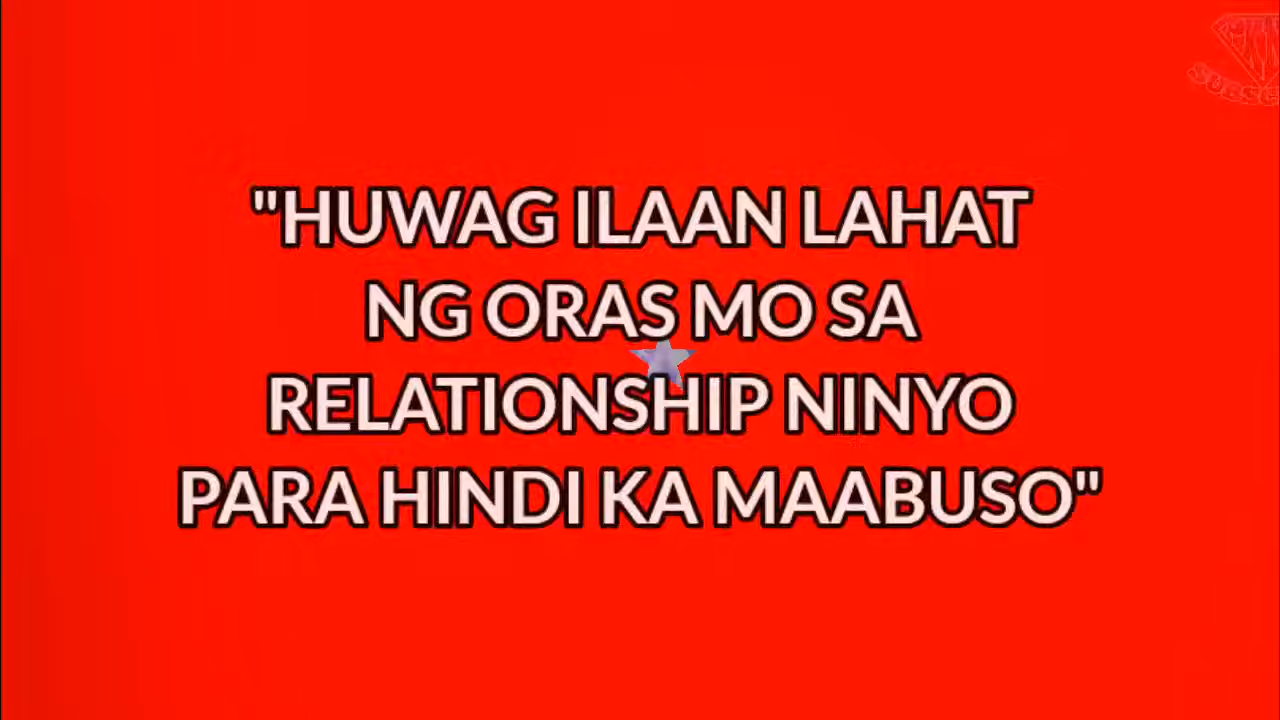 "HUWAG ILAAN LAHAT
NG ORAS MO SA
RELATIONSHIP NINYO
PARA HINDI KA MAABUSO"